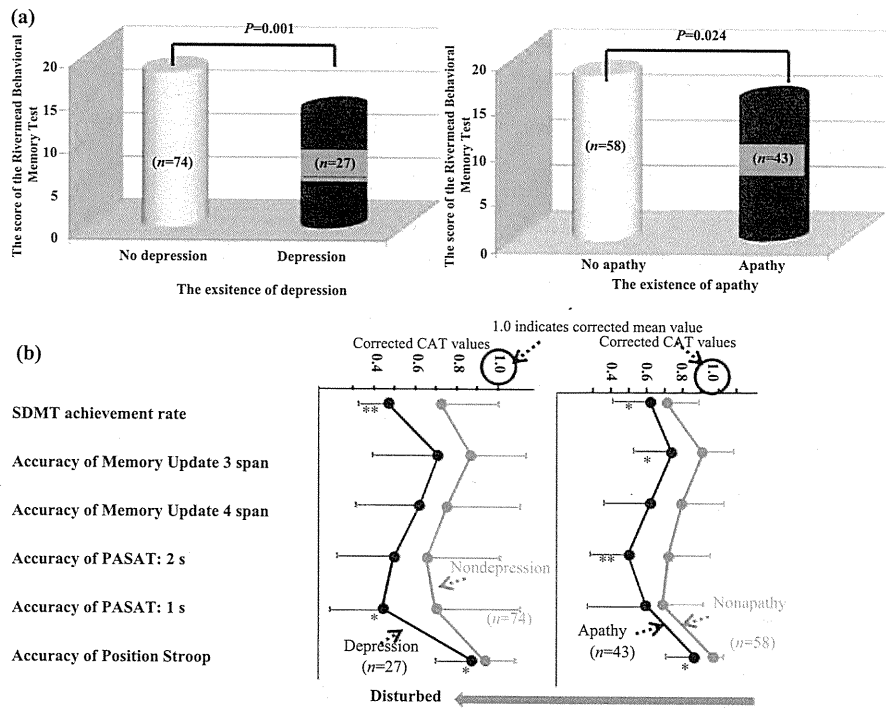 (a)
P=0.001
The score of the Rivermead Behavioral
Memory Test
20
15
10
5
0
(n=74)
(n=27)
No depression
Depression
The exsitence of depression
P=0.024
The score of the Rivermead Behavioral
Memory Test
20
15
10
5
0
(n=58)
(n=43)
No apathy
Apathy
The existence of apathy
(b)
1.0 indicates corrected mean value
Corrected CAT values
0.4
0.6
0.8
1.0
Corrected CAT values
0.4
0.6
0.8
1.0
SDMT achievement rate
Accuracy of Memory Update 3 span
Accuracy of Memory Update 4 span
Accuracy of PASAT: 2 s
Accuracy of PASAT: 1 s
Accuracy of Position Stroop
**
*
*
Nondepression
(n=74)
Depression
(n=27)
*
*
**
*
Nonapathy
(n=58)
Apathy
(n=43)
Disturbed